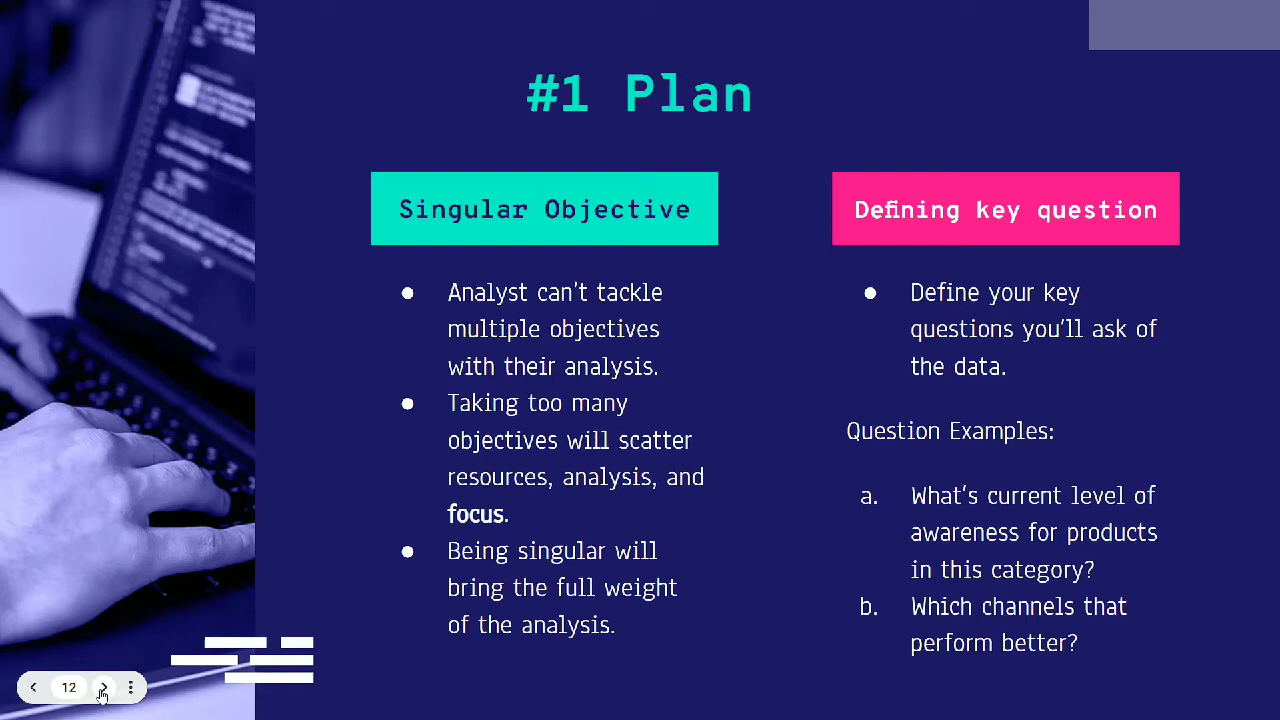 #1 Plan
Singular Objective
● Analyst can't tackle
multiple objectives
with their analysis.
● Taking too many
objectives will scatter
resources, analysis, and
focus.
● Being singular will
bring the full weight
of the analysis.
Defining key question
● Define your key
questions you'll ask of
the data.
Question Examples:
a. What's current level of
awareness for products
in this category?
b. Which channels that
perform better?
12